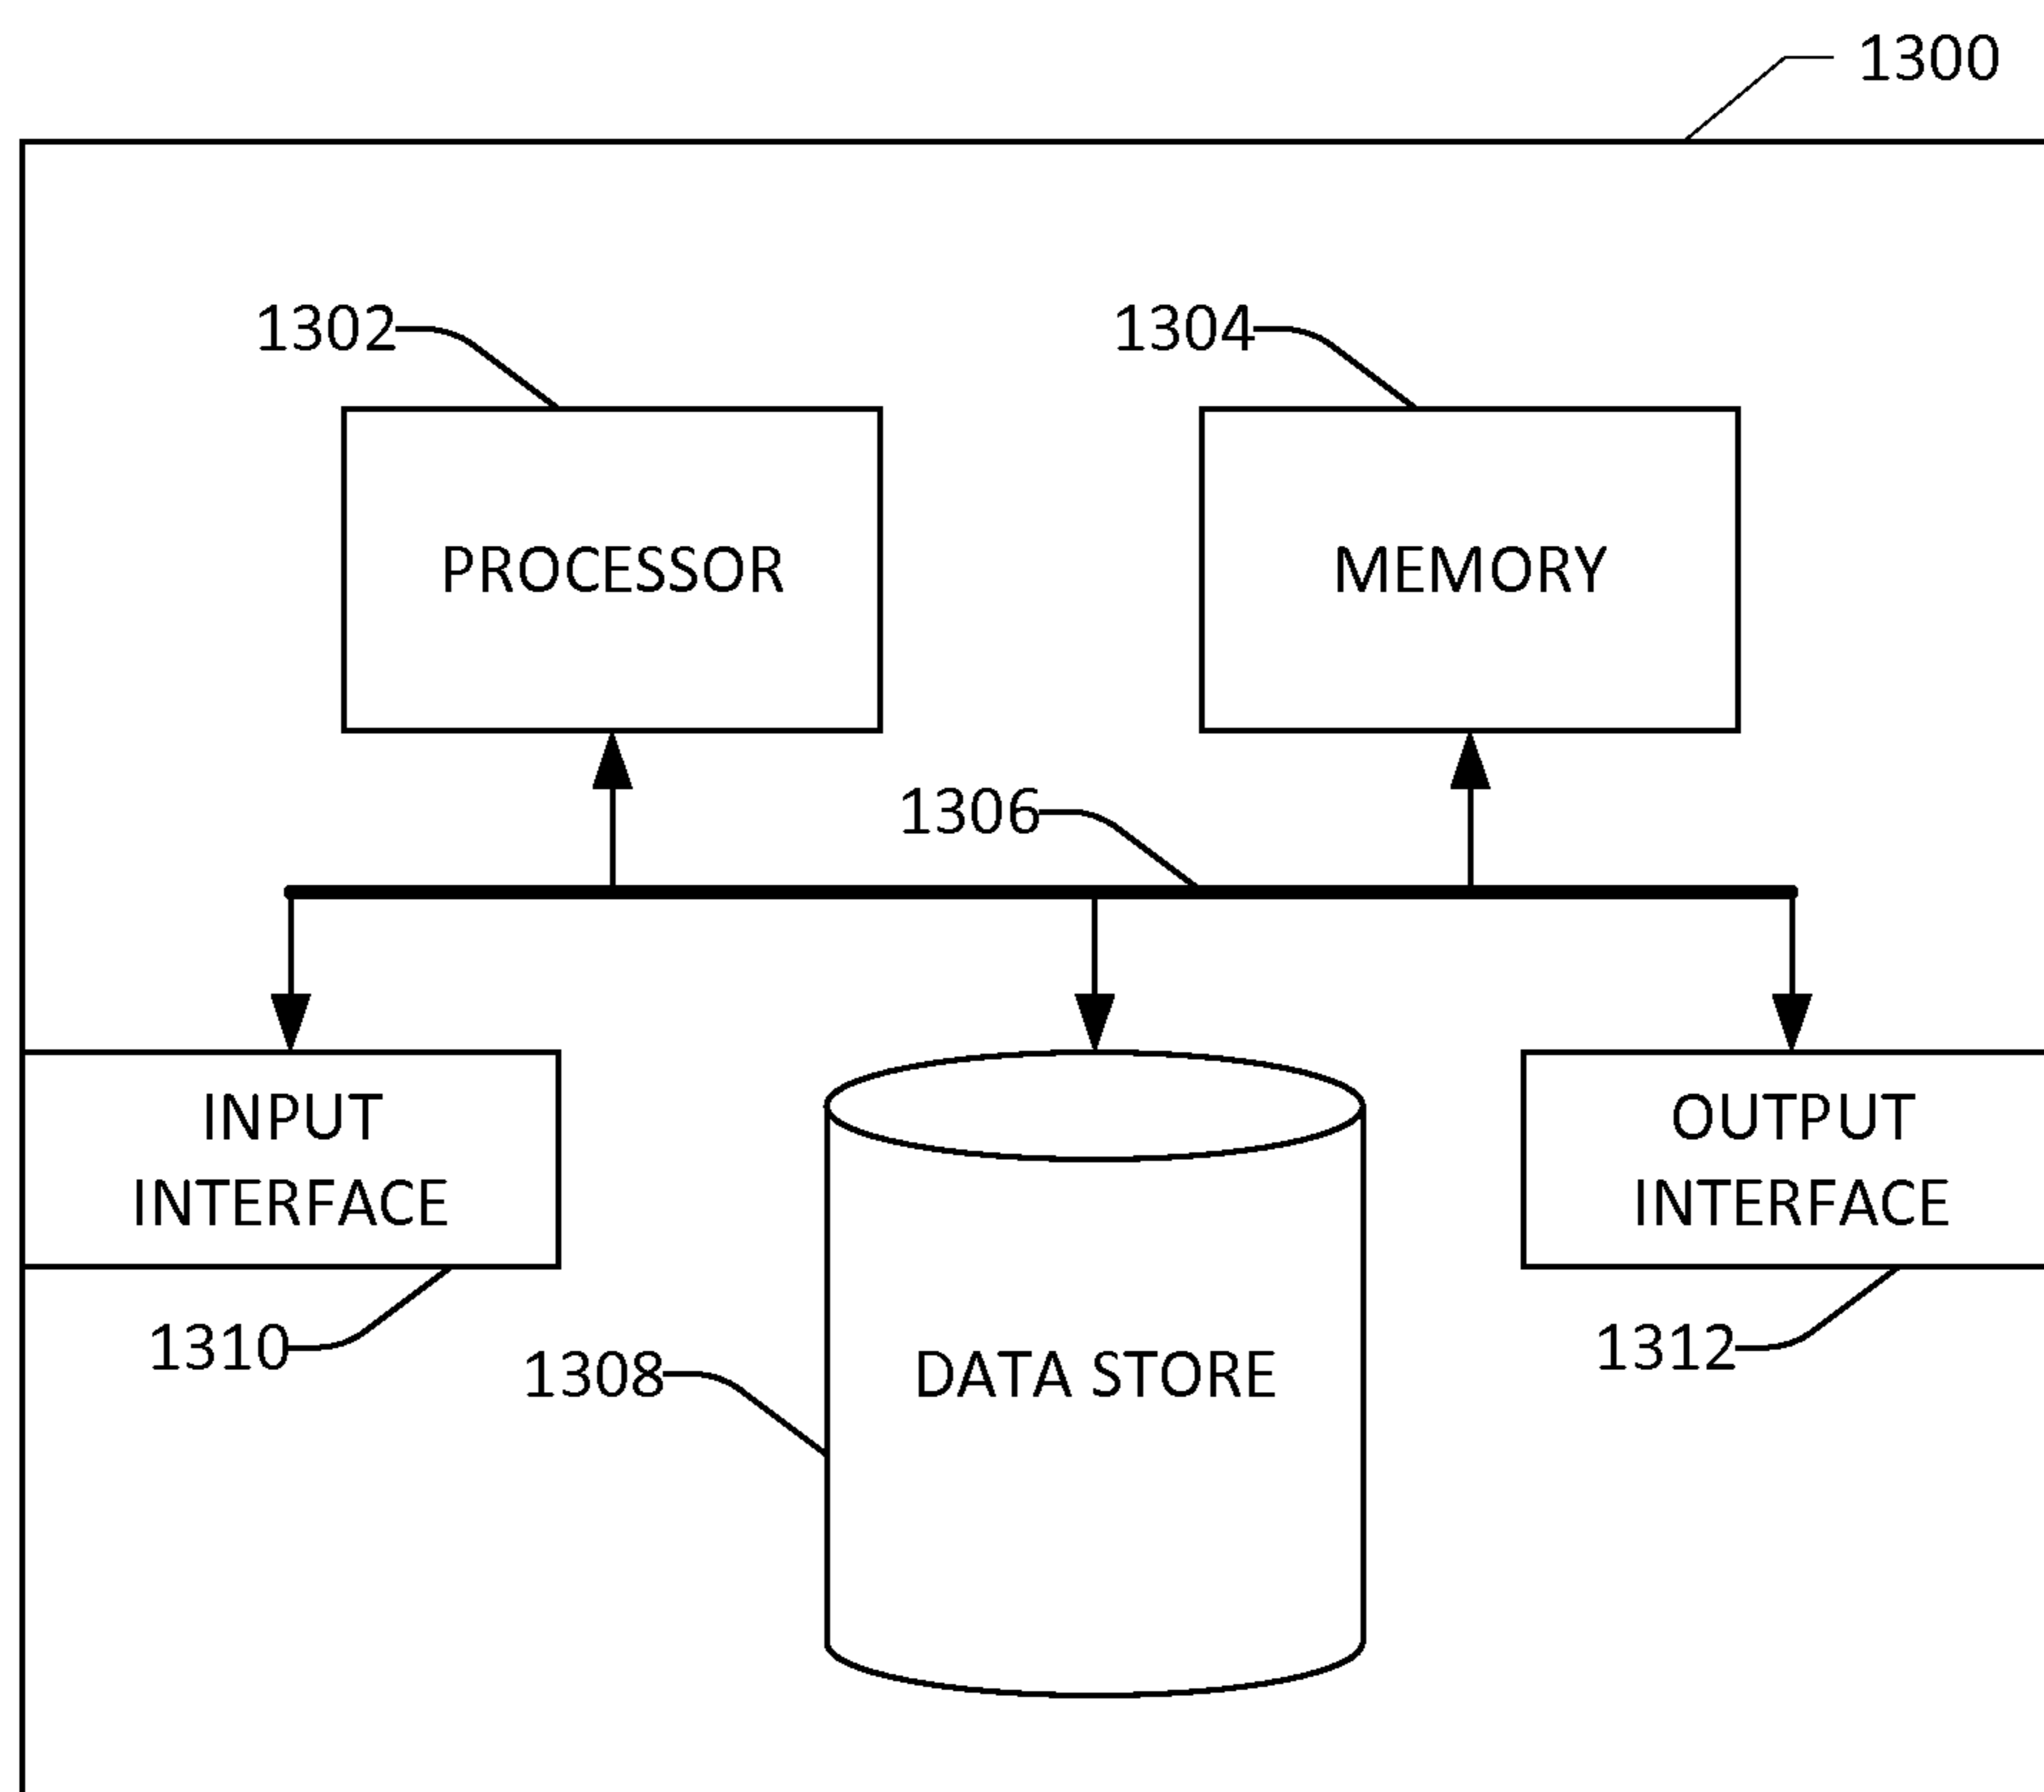 1300
1302
1304
PROCESSOR
MEMORY
1306
INPUT
INTERFACE
OUTPUT
INTERFACE
1310
1308
DATA STORE
1312